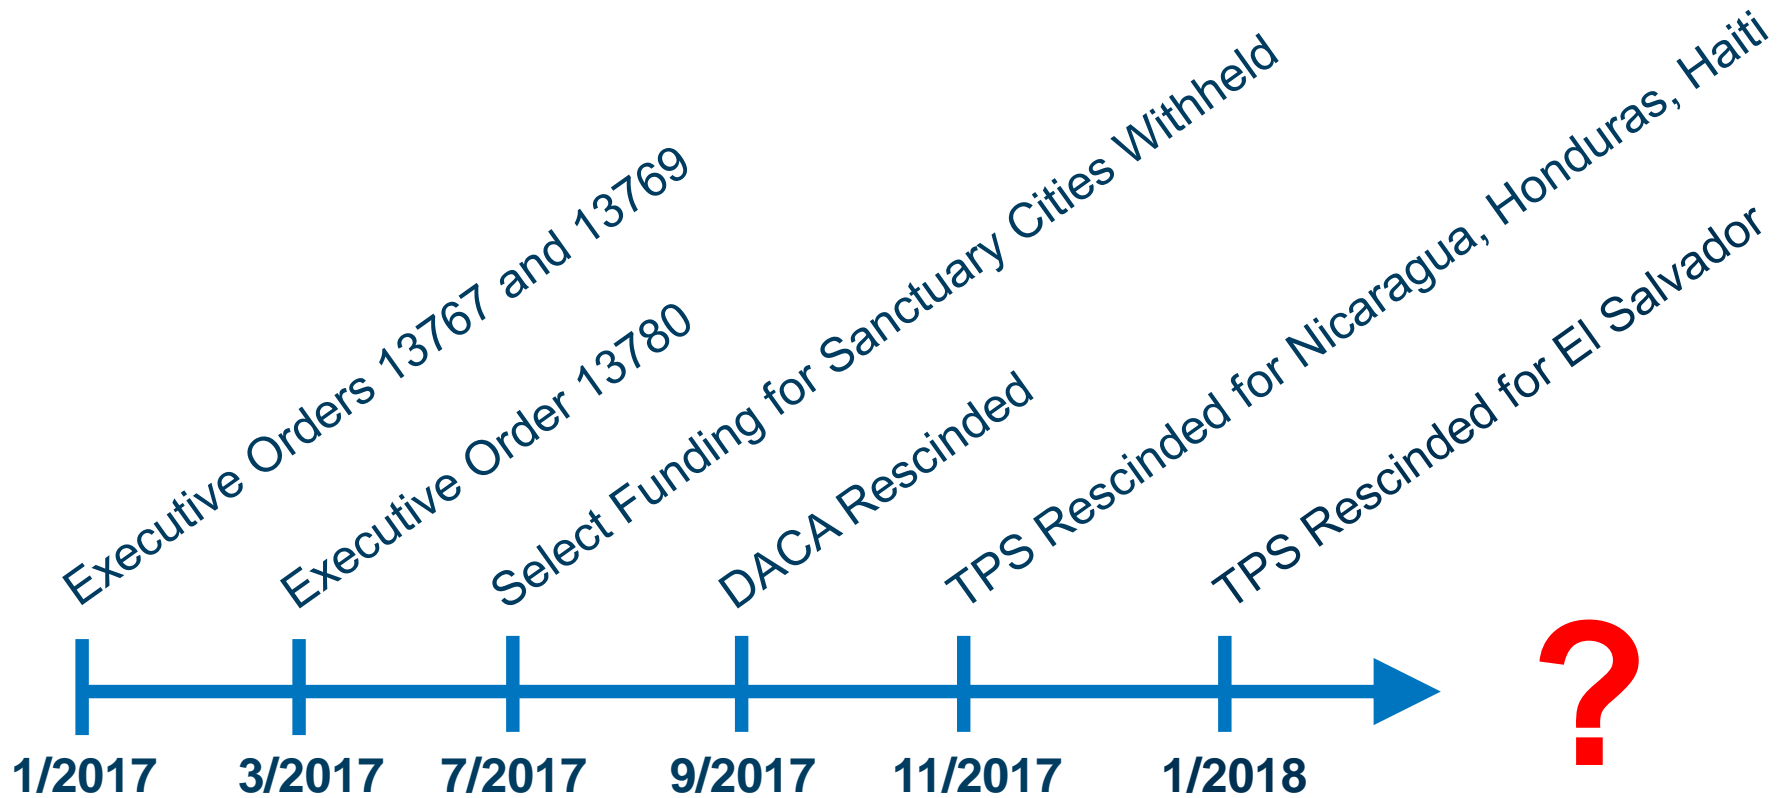 Executive Orders 13767 and 13769
Executive Order 13780
Select Funding for Sanctuary Cities Withheld
DACA Rescinded
TPS Rescinded for Nicaragua, Honduras, Haiti
TPS Rescinded for El Salvador
?
1/2017
3/2017
7/2017
9/2017
11/2017
1/2018